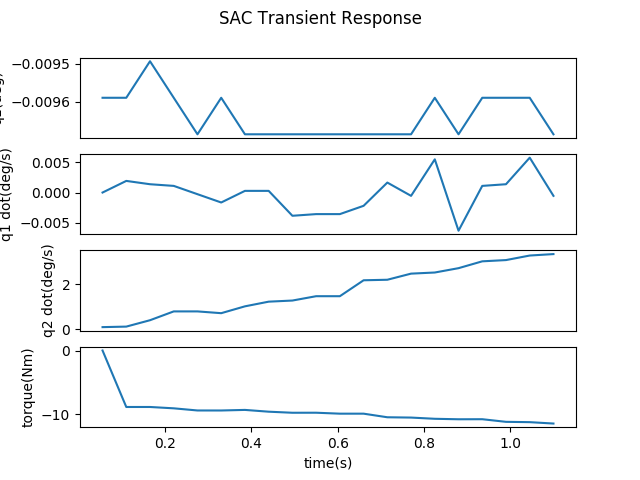 SAC Transient Response
−0.0095
−0.0096
0.005
0.000
−0.005
q1 dot(deg/s)
2
0
q2 dot(deg/s)
0
−10
torque(Nm)
0.2 0.4 0.6 0.8 1.0
time(s)